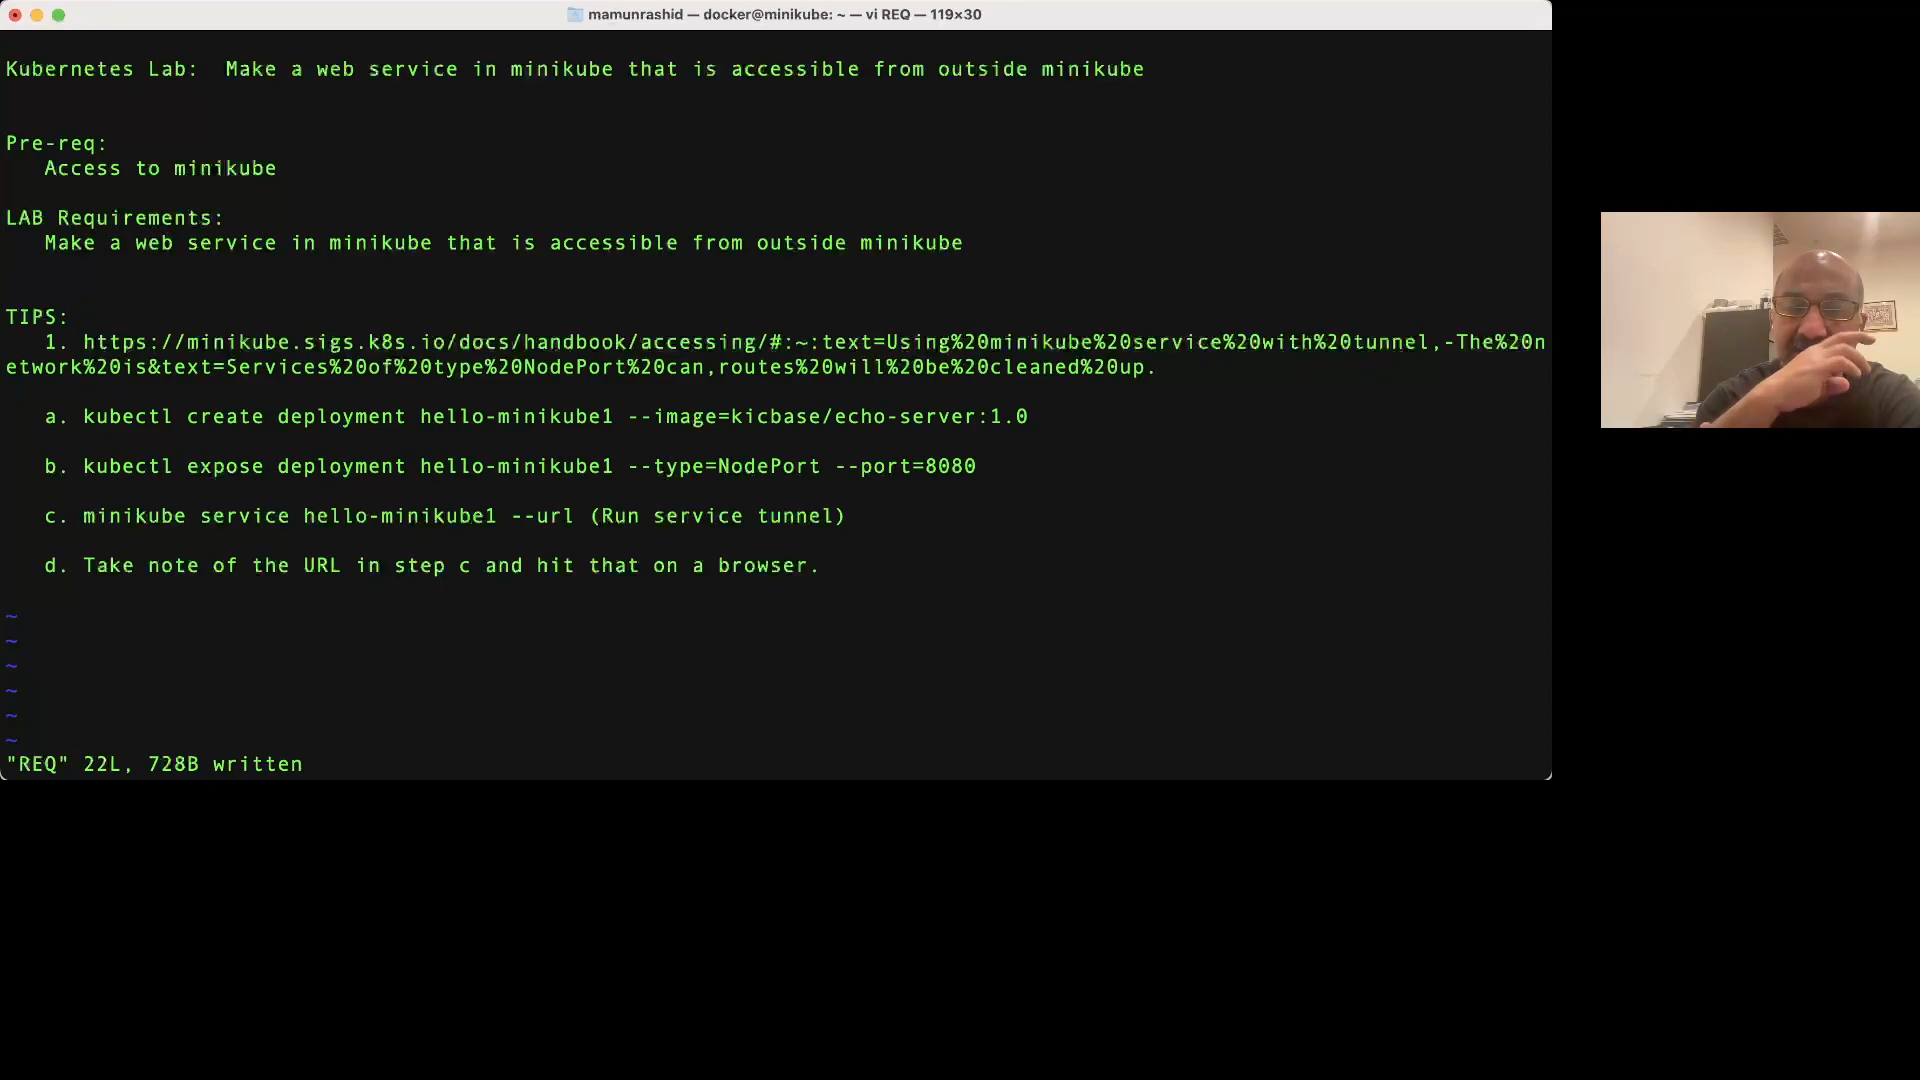 mamunrashid — docker@minikube: ~ — vi REQ — 119×30
Kubernetes Lab:  Make a web service in minikube that is accessible from outside minikube
Pre-req:
   Access to minikube
LAB Requirements:
   Make a web service in minikube that is accessible from outside minikube
TIPS:
   1. https://minikube.sigs.k8s.io/docs/handbook/accessing/#:~:text=Using%20minikube%20service%20with%20tunnel,-The%20n
etwork%20is&text=Services%20of%20type%20NodePort%20can,routes%20will%20be%20cleaned%20up.
   a. kubectl create deployment hello-minikube1 --image=kicbase/echo-server:1.0
   b. kubectl expose deployment hello-minikube1 --type=NodePort --port=8080
   c. minikube service hello-minikube1 --url (Run service tunnel)
   d. Take note of the URL in step c and hit that on a browser.
~
~
~
~
~
~
"REQ" 22L, 728B written